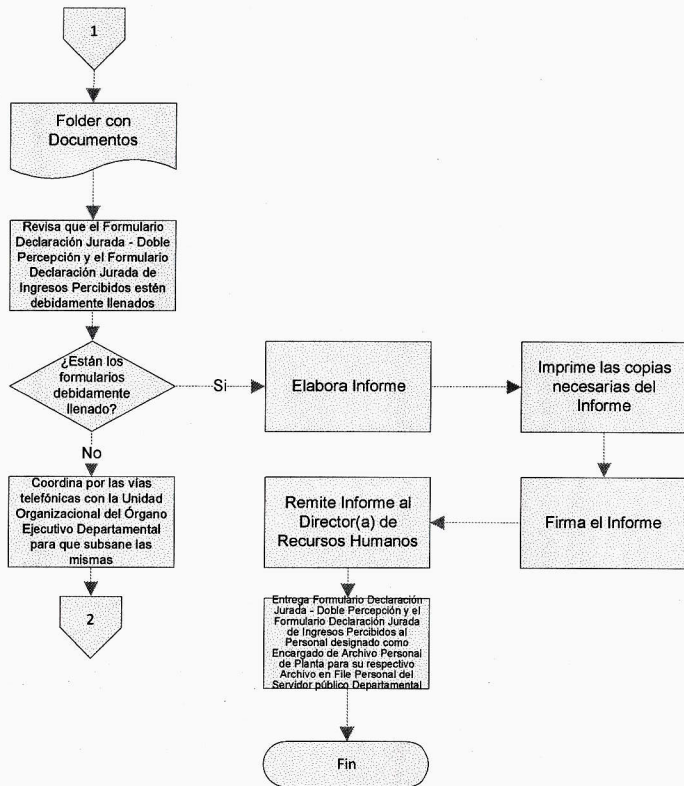 1
Folder con
Documentos
Revisa que el Formulario
Declaración Jurada - Doble
Percepción y el Formulario
Declaración Jurada de
Ingresos Percibidos estén
debidamente llenados
¿Están los
formularios
debidamente
llenado?
Si
Elabora Informe
Imprime las copias
necesarias del
Informe
No
Coordina por las vías
telefónicas con la Unidad
Organizacional del Órgano
Ejecutivo Departamental
para que subsane las
mismas
Remite Informe al
Director(a) de
Recursos Humanos
Firma el Informe
2
Entrega Formulario Declaración
Jurada - Doble Percepción y el
Formulario Declaración Jurada
de Ingresos Percibidos al
Personal designado como
Encargado de Archivo Personal
de Planta para su respectivo
Archivo en File Personal del
Servidor público Departamental
Fin